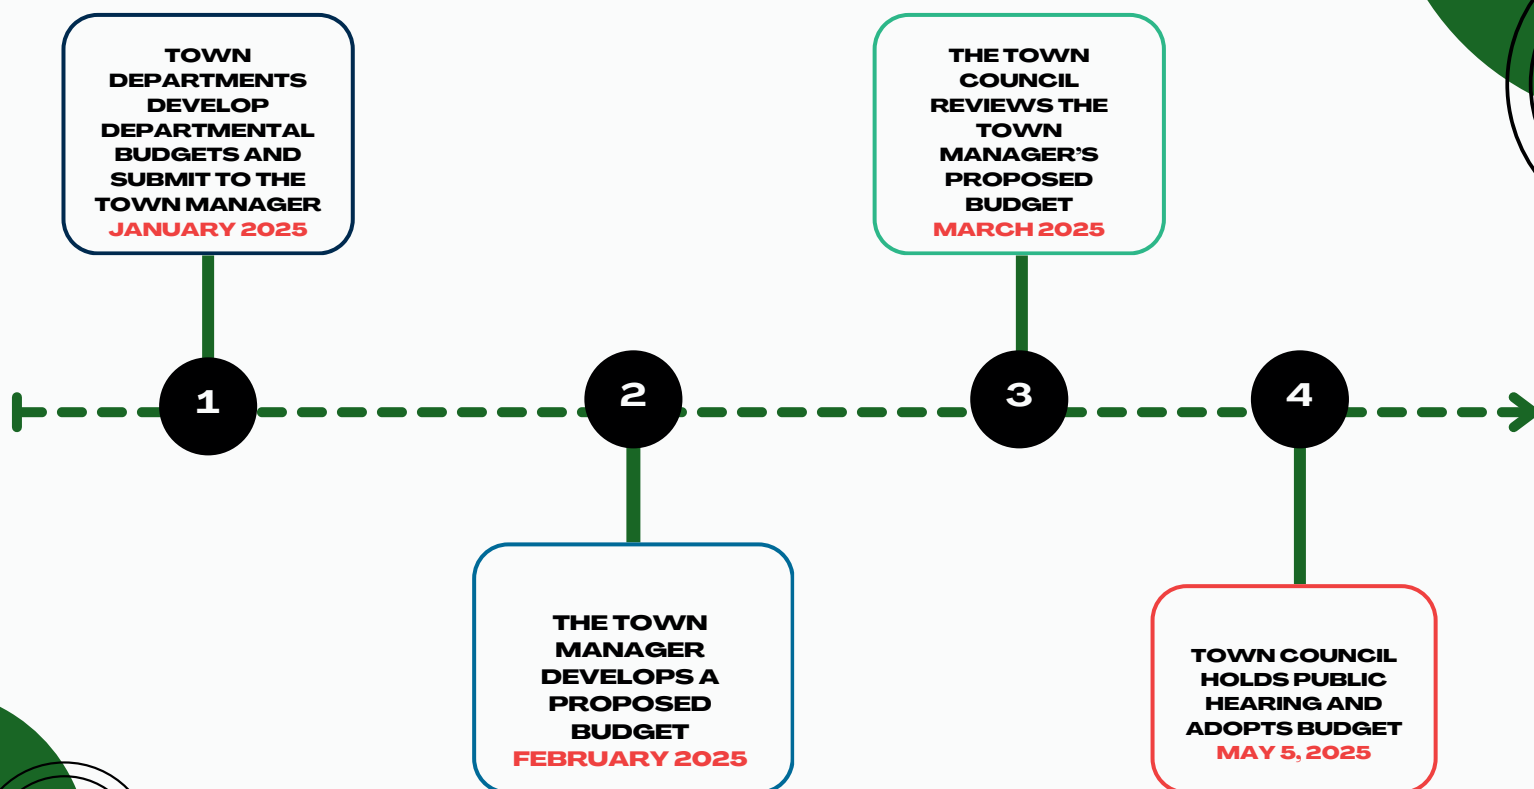 TOWN
DEPARTMENTS
DEVELOP
DEPARTMENTAL
BUDGETS AND
SUBMIT TO THE
TOWN MANAGER
JANUARY 2025
1
2
THE TOWN
MANAGER
DEVELOPS A
PROPOSED
BUDGET
FEBRUARY 2025
THE TOWN
COUNCIL
REVIEWS THE
TOWN
MANAGER’S
PROPOSED
BUDGET
MARCH 2025
3
4
TOWN COUNCIL
HOLDS PUBLIC
HEARING AND
ADOPTS BUDGET
MAY 5, 2025